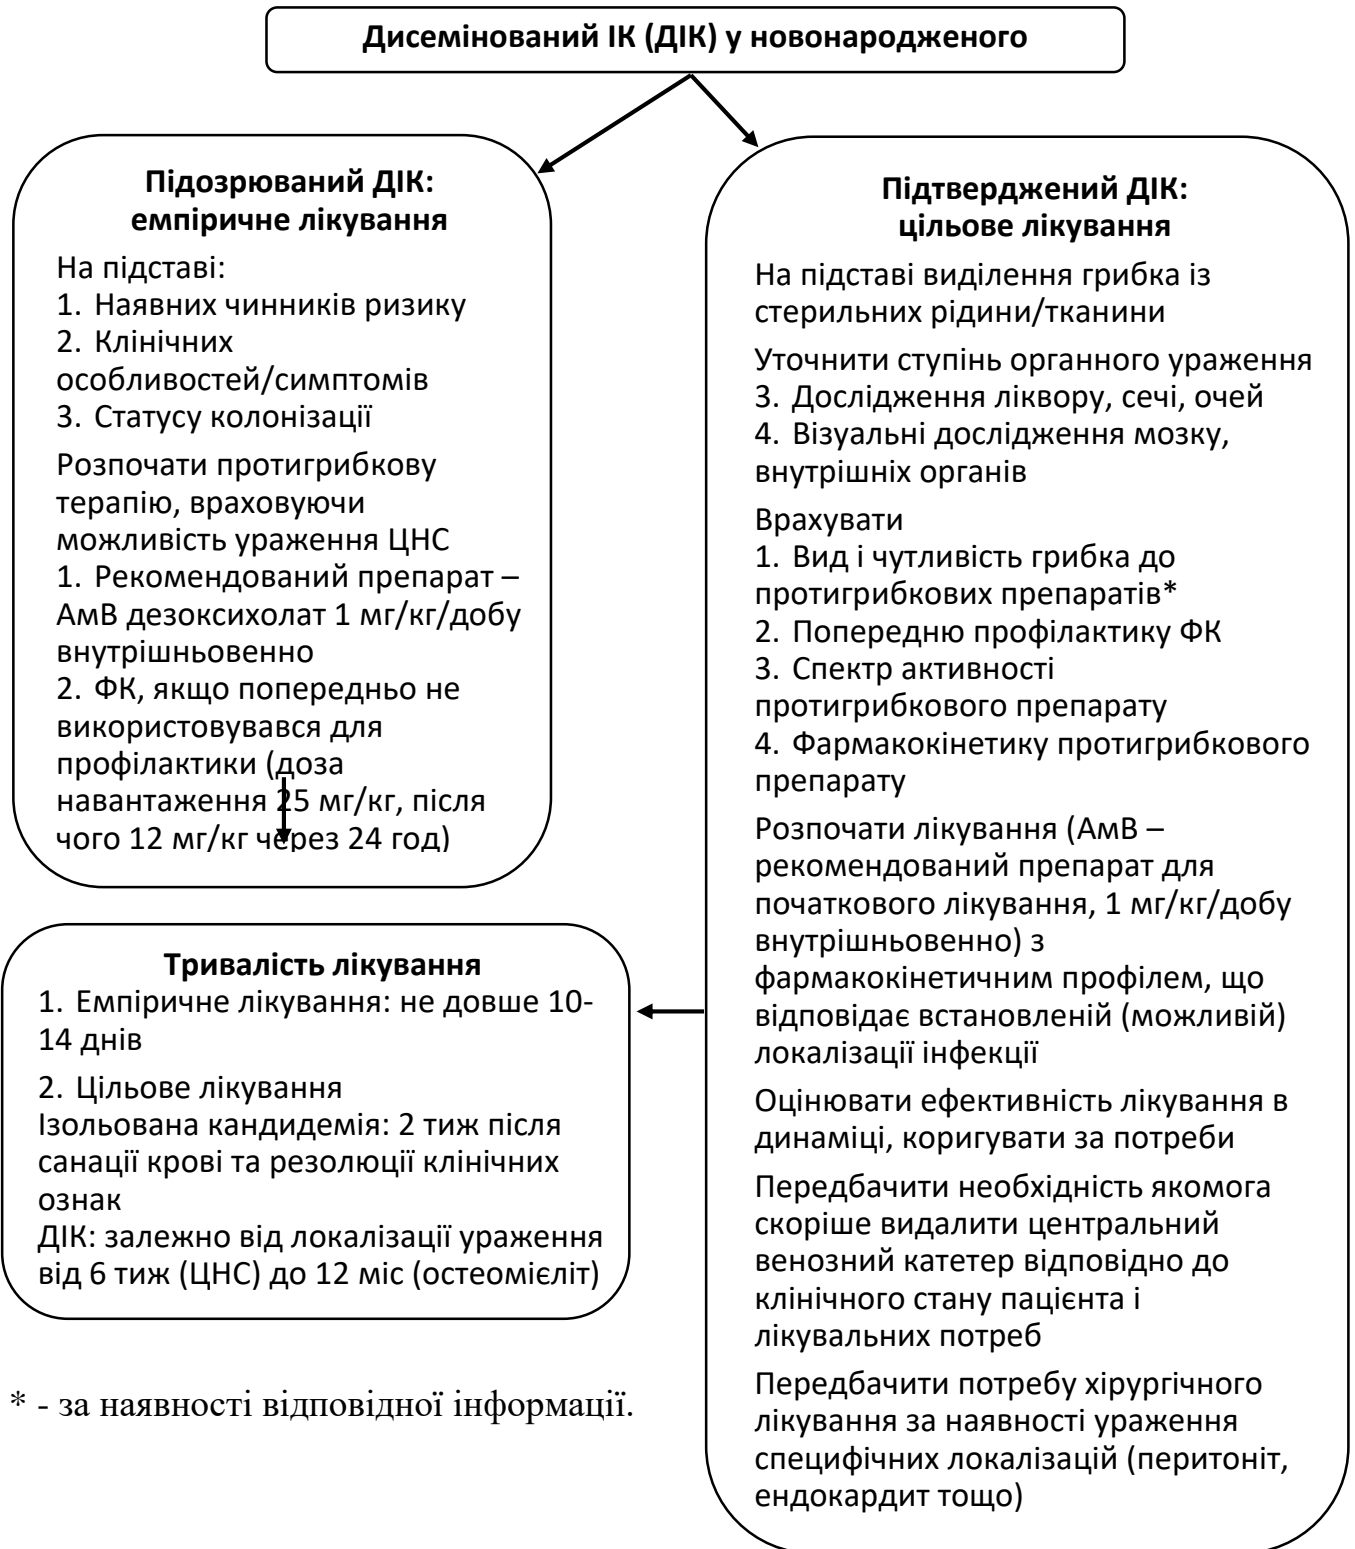 Дисемінований ІК (ДІК) у новонародженого
Підозрюваний ДІК:
емпіричне лікування
На підставі:
1. Наявних чинників ризику
2. Клінічних
особливостей/симптомів
3. Статусу колонізації
Розпочати протигрибкову
терапію, враховуючи
можливість ураження ЦНС
1. Рекомендований препарат –
АмВ дезоксихолат 1 мг/кг/добу
внутрішньовенно
2. ФК, якщо попередньо не
використовувався для
профілактики (доза
навантаження 25 мг/кг, після
чого 12 мг/кг через 24 год)
Підтверджений ДІК:
цільове лікування
На підставі виділення грибка із
стерильних рідини/тканини
Уточнити ступінь органного ураження
3. Дослідження ліквору, сечі, очей
4. Візуальні дослідження мозку,
внутрішніх органів
Врахувати
1. Вид і чутливість грибка до
протигрибкових препаратів*
2. Попередню профілактику ФК
3. Спектр активності
протигрибкового препарату
4. Фармакокінетику протигрибкового
препарату
Розпочати лікування (АмВ –
рекомендований препарат для
початкового лікування, 1 мг/кг/добу
внутрішньовенно) з
фармакокінетичним профілем, що
відповідає встановленій (можливій)
локалізації інфекції
Оцінювати ефективність лікування в
динаміці, коригувати за потреби
Передбачити необхідність якомога
скоріше видалити центральний
венозний катетер відповідно до
клінічного стану пацієнта і
лікувальних потреб
Передбачити потребу хірургічного
лікування за наявності ураження
специфічних локалізацій (перитоніт,
ендокардит тощо)
Тривалість лікування
1. Емпіричне лікування: не довше 10-
14 днів
2. Цільове лікування
Ізольована кандидемія: 2 тиж після
санації крові та резолюції клінічних
ознак
ДІК: залежно від локалізації ураження
від 6 тиж (ЦНС) до 12 міс (остеомієліт)
* - за наявності відповідної інформації.